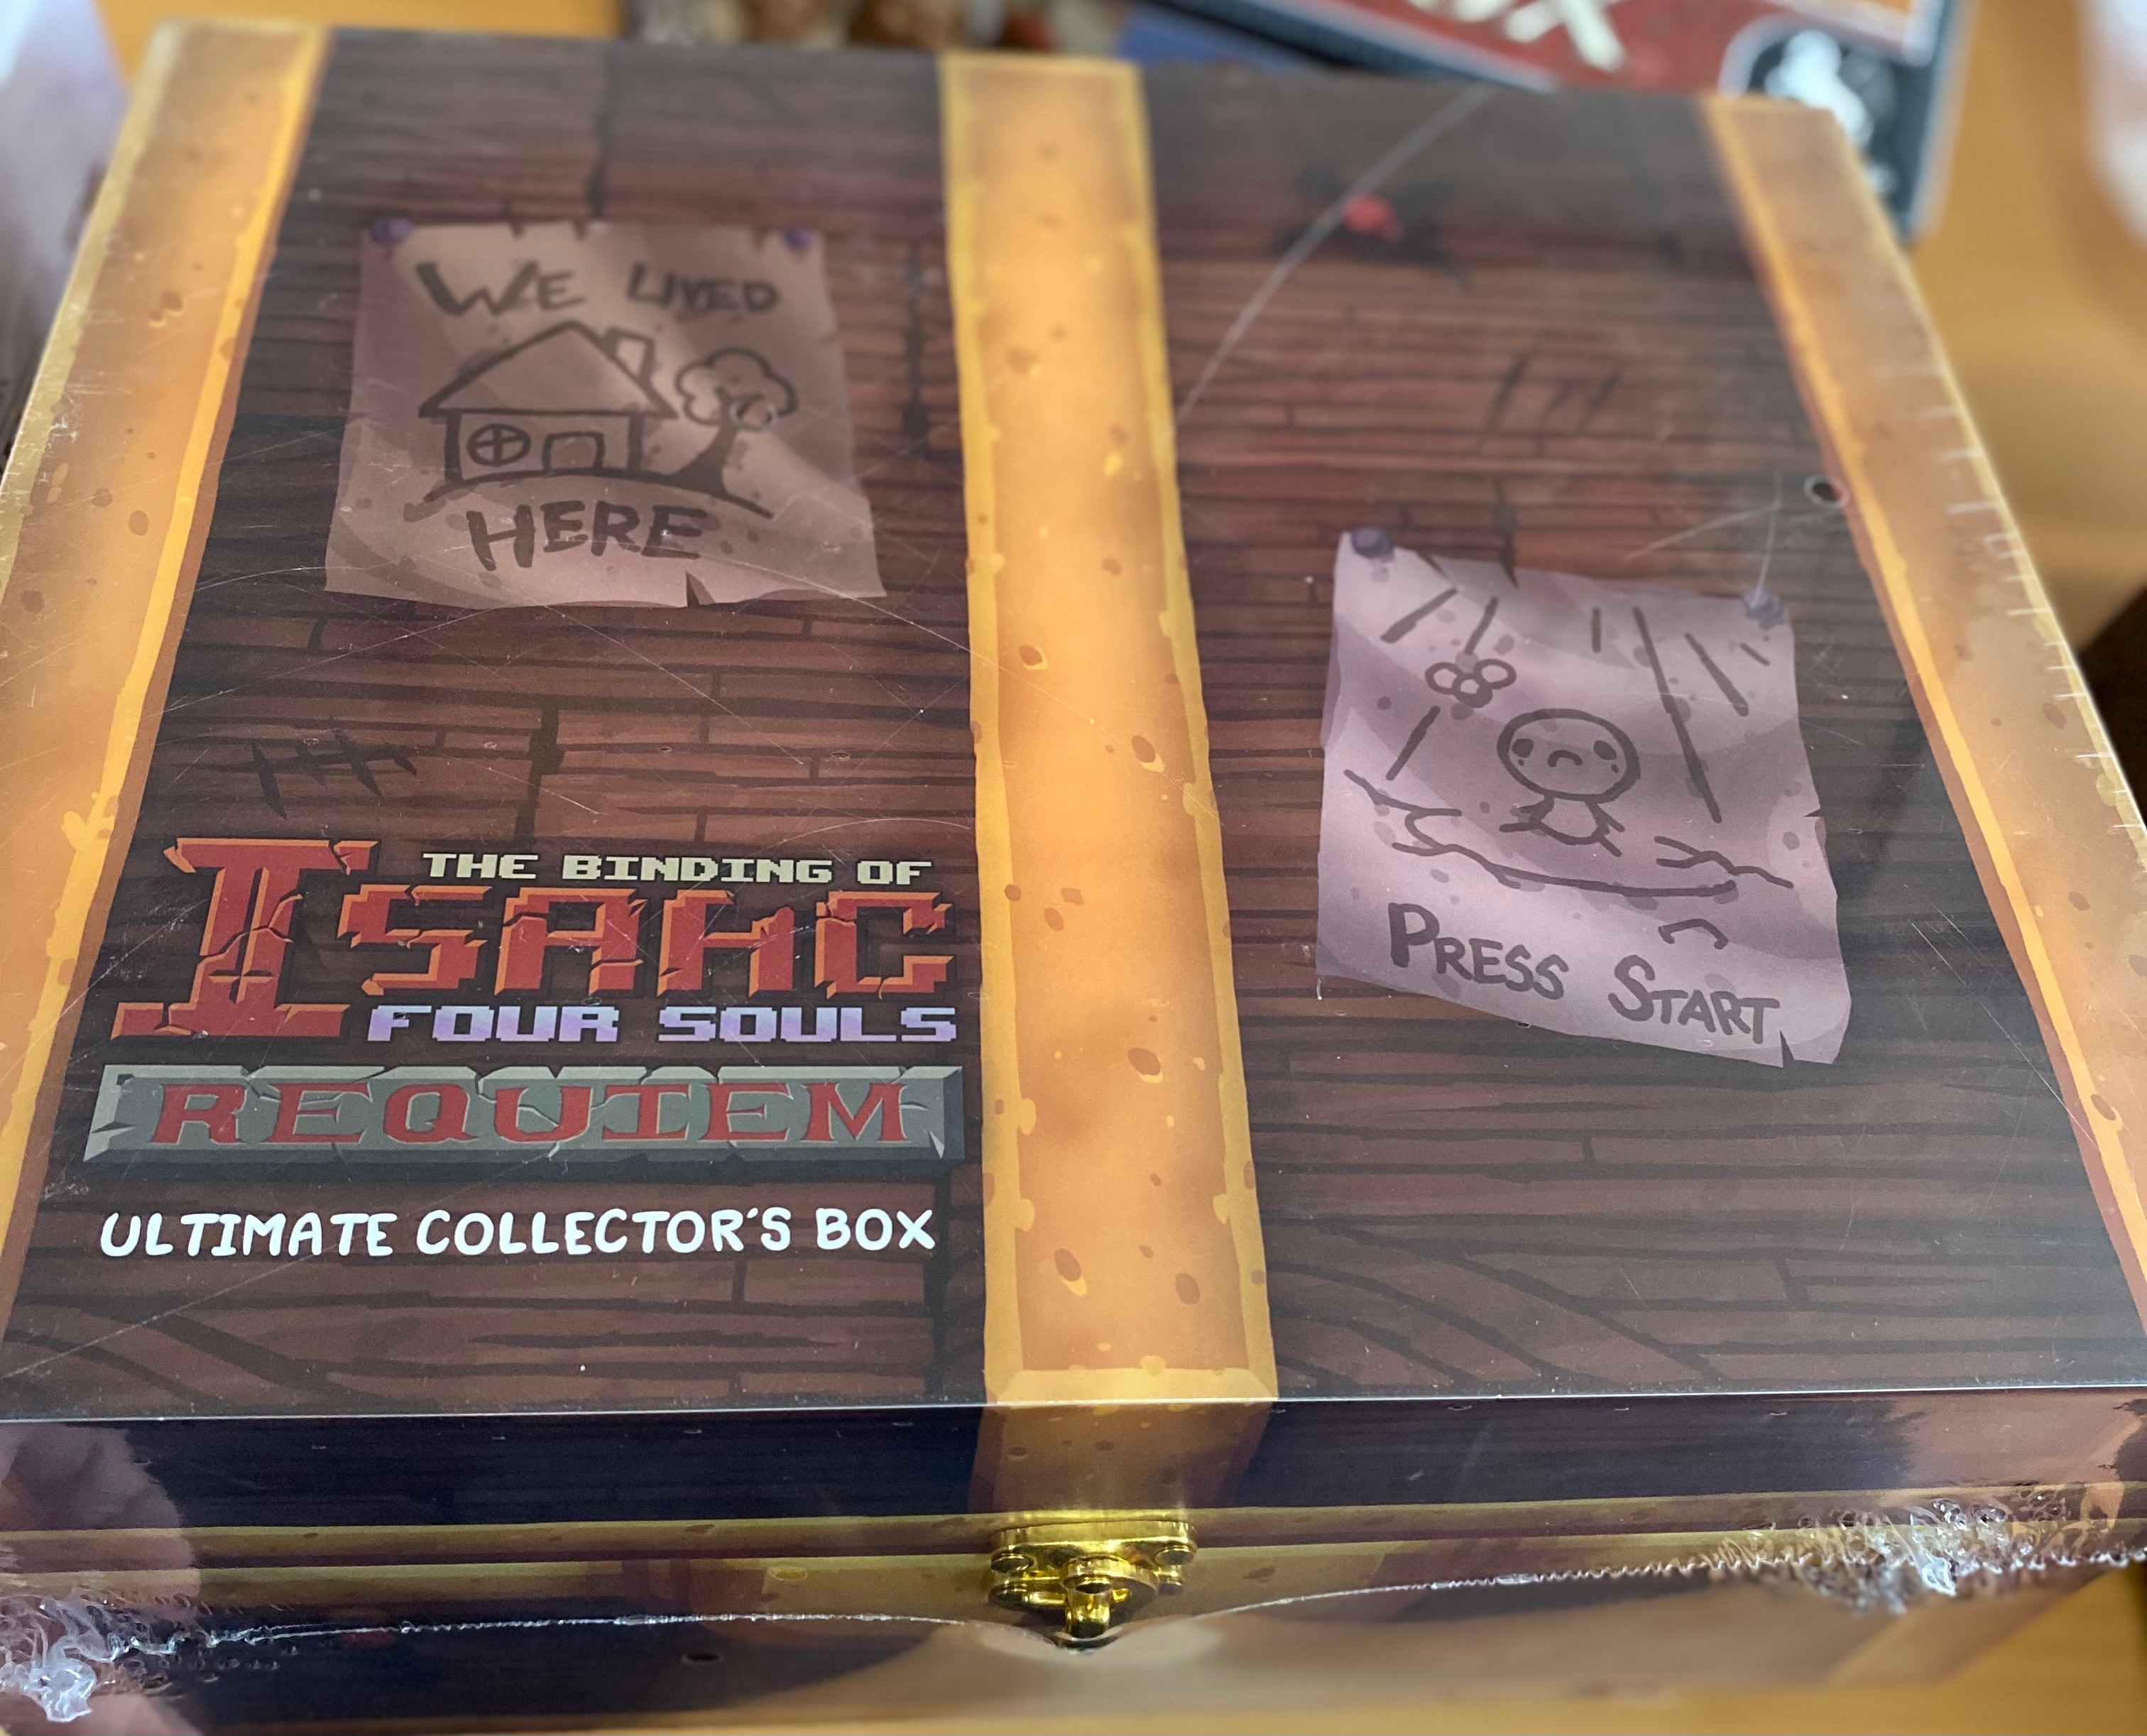 WE LIVED
HERE
THE BINDING OF
ISAAC
FOUR SOULS
REQUIEM
ULTIMATE COLLECTOR'S BOX
PRESS START